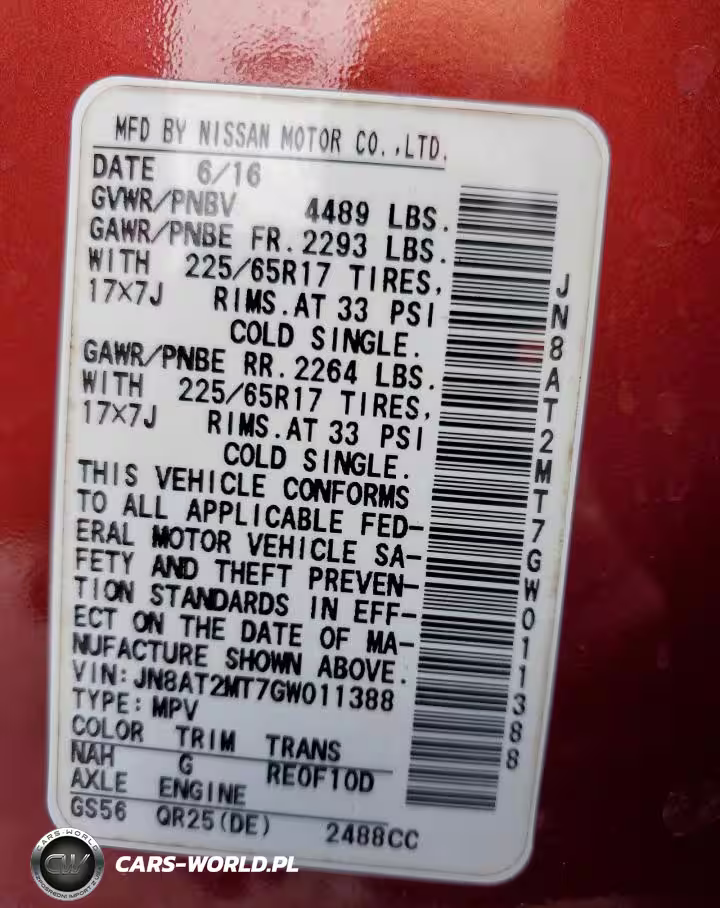 MFD BY NISSAN MOTOR CO.,LTD.
DATE 6/16
GVWR/PNBV 4489 LBS.
GAWR/PNBE FR. 2293 LBS.
WITH 225/65R17 TIRES,
17X7J RIMS. AT 33 PSI
COLD SINGLE.
GAWR/PNBE RR. 2264 LBS.
WITH 225/65R17 TIRES,
17X7J RIMS. AT 33 PSI
COLD SINGLE.
THIS VEHICLE CONFORMS
TO ALL APPLICABLE FED-
ERAL MOTOR VEHICLE SA-
FETY AND THEFT PREVEN-
TION STANDARDS IN EFF-
ECT ON THE DATE OF MA-
NUFACTURE SHOWN ABOVE.
VIN: JN8AT2MT7GW011388
TYPE: MPV
COLOR TRIM TRANS
NAH G RE0F10D
AXLE ENGINE
GS56 QR25(DE) 2488CC
JN8AT2MT7GW011388
CARS-WORLD
CW
CARS-WORLD.PL